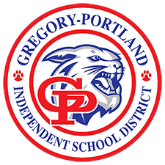 GREGORY-PORTLAND
GP
INDEPENDENT SCHOOL DISTRICT